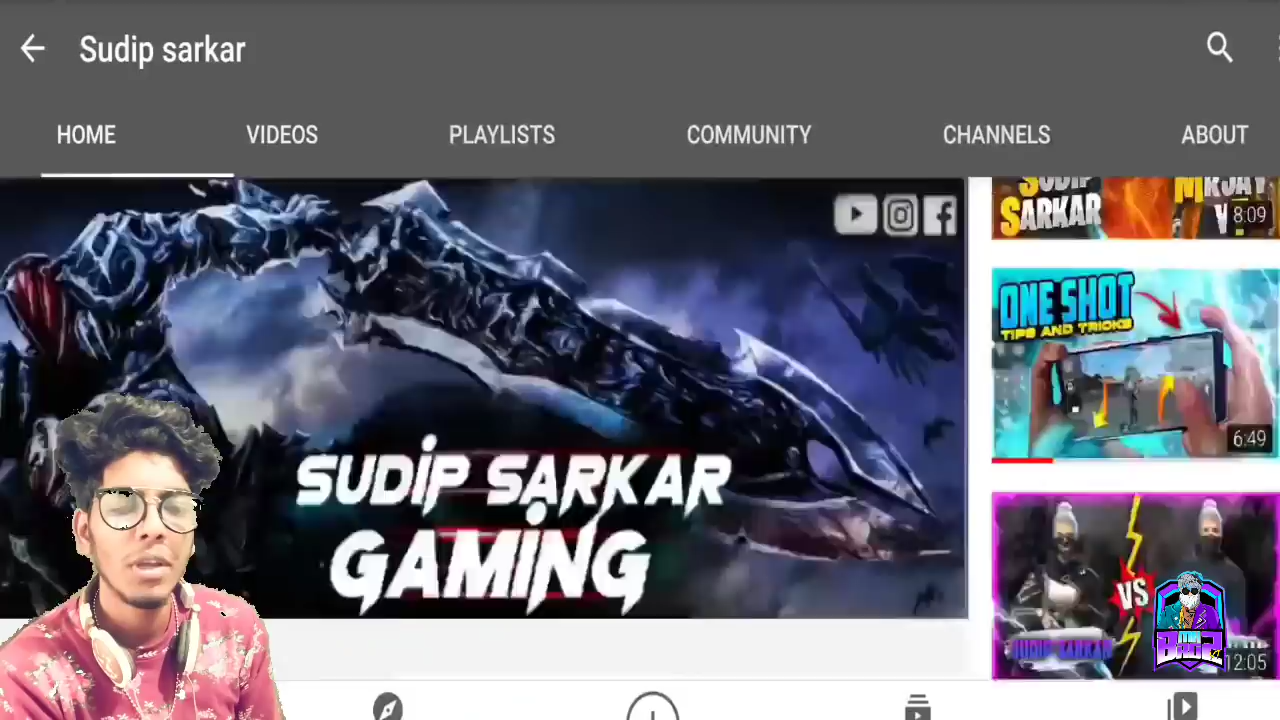 Sudip sarkar
HOME VIDEOS PLAYLISTS COMMUNITY CHANNELS ABOUT
SUDIP SARKAR
GAMING
SUDIP
SARKAR
8:09
ONE SHOT
TIPS AND TRICKS
6:49
VS
SUDIP SARKAR
12:05